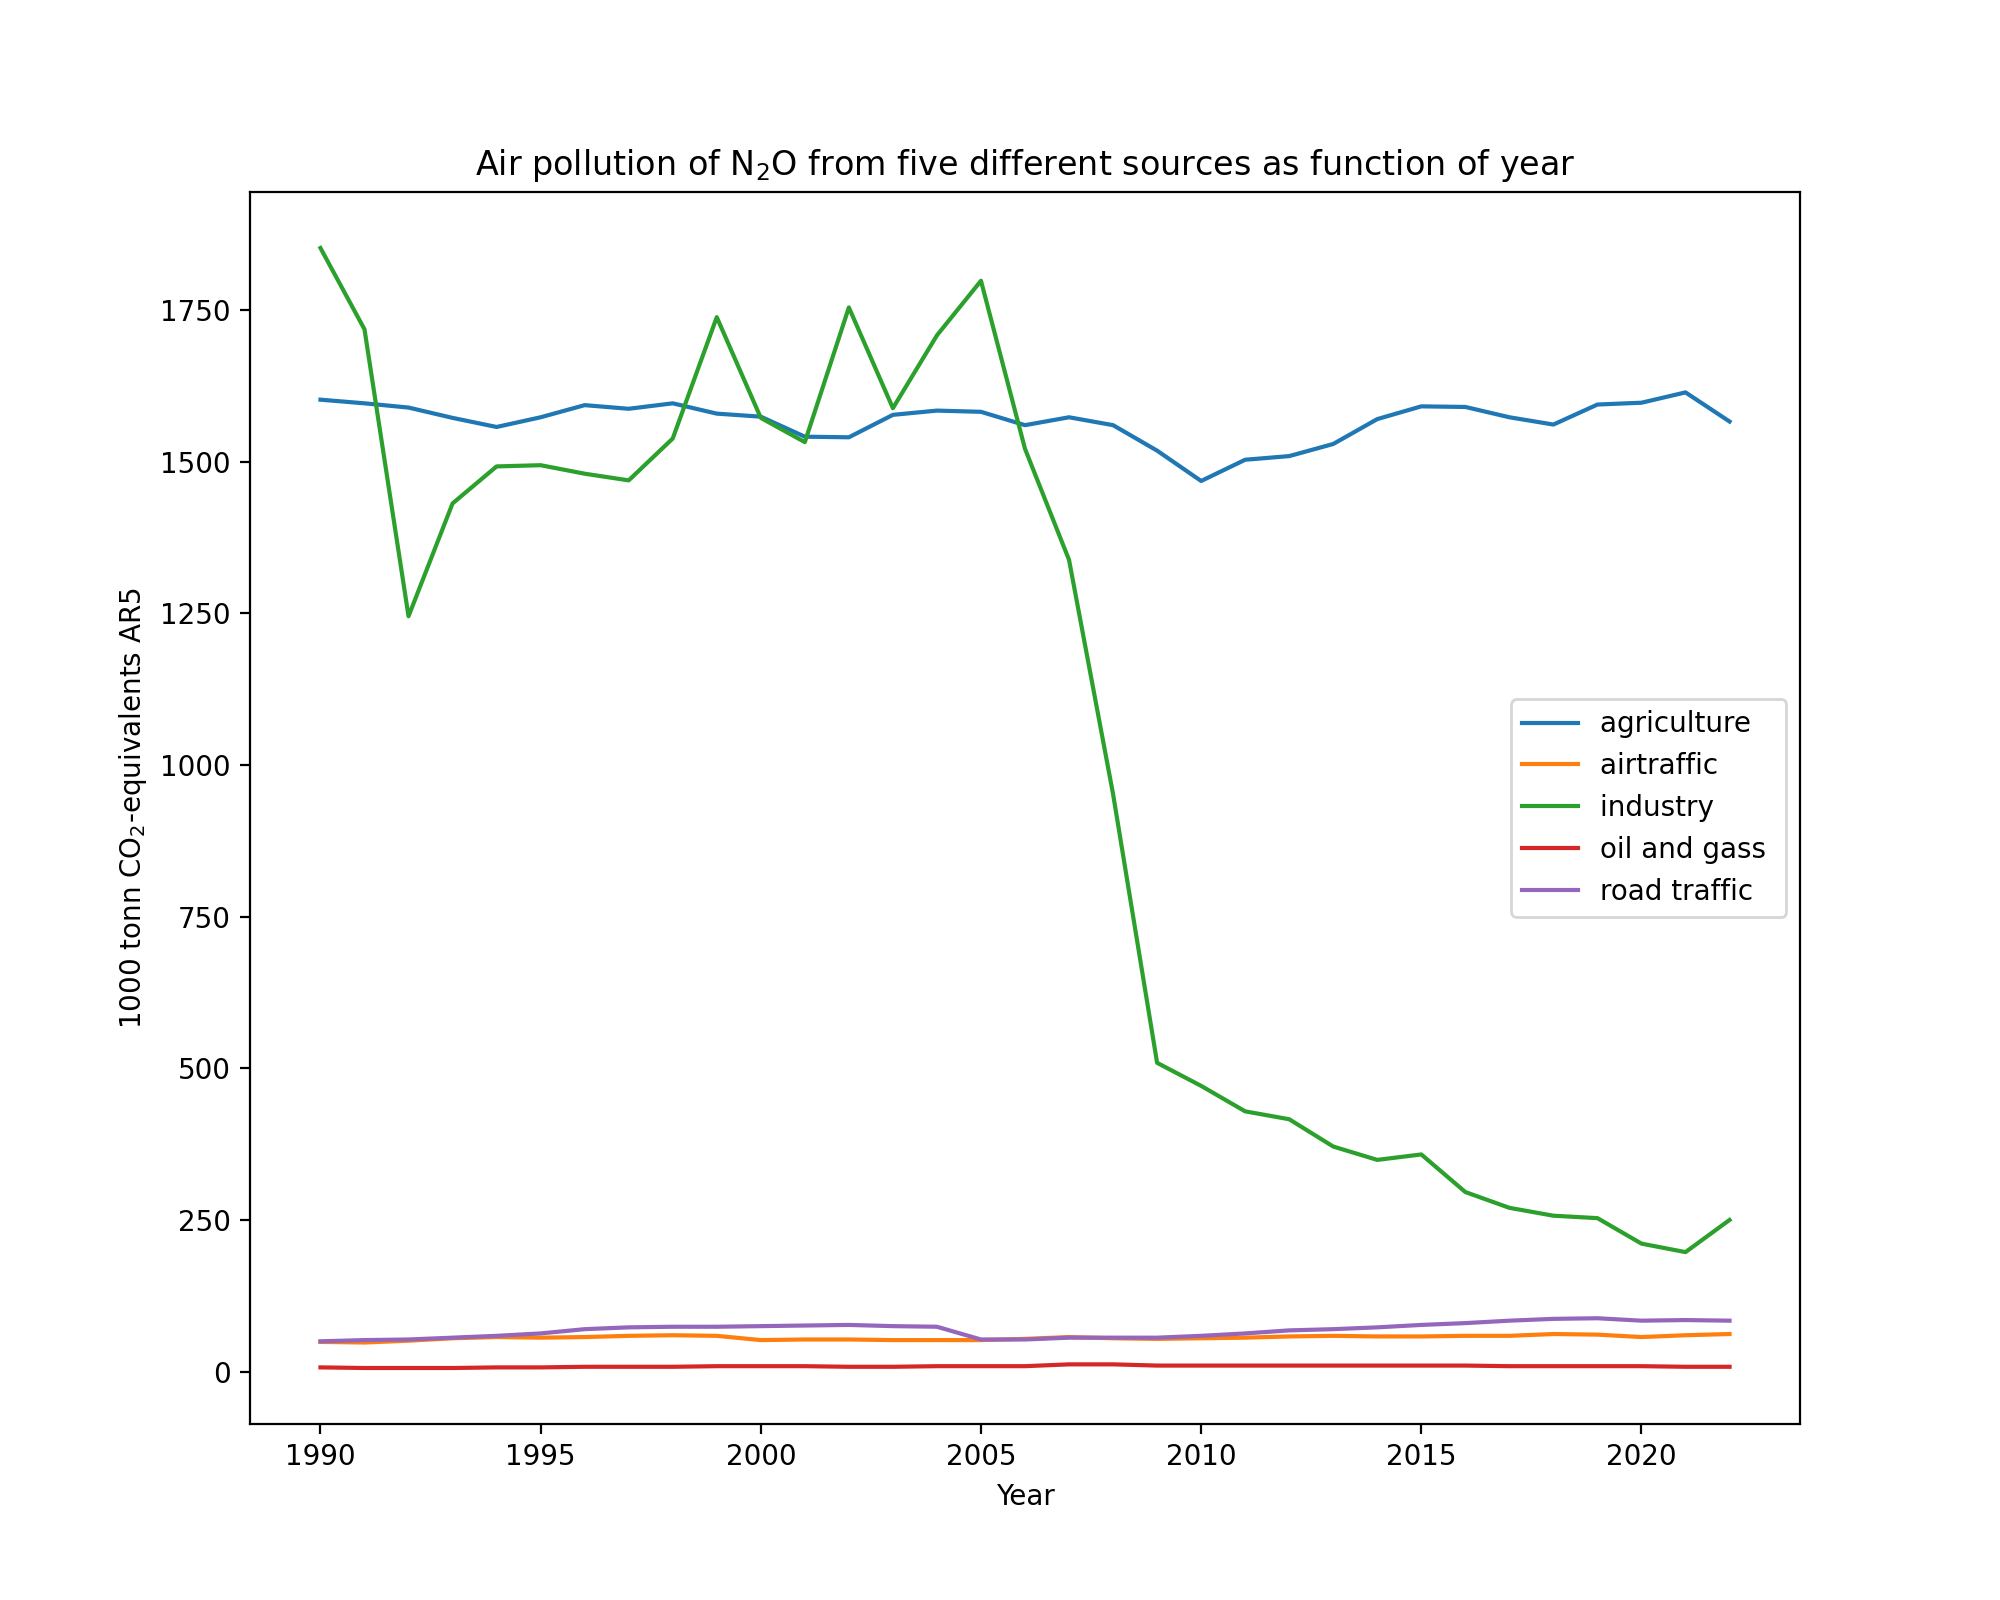 Air pollution of N₂O from five different sources as function of year
1000 tonn CO₂-equivalents AR5
1750
1500
1250
1000
750
500
250
0
agriculture
airtraffic
industry
oil and gass
road traffic
1990 1995 2000 2005 2010 2015 2020
Year